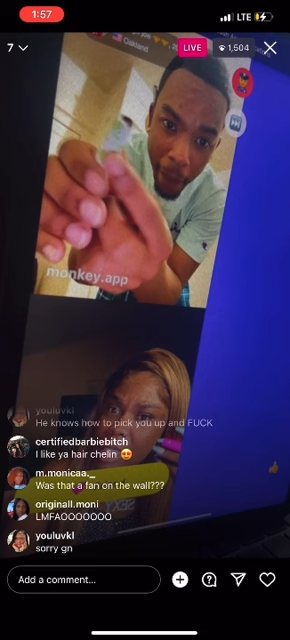 1:57
LTE
7
LIVE
1,504
Oakland
monkey.app
youluvkl
He knows how to pick you up and FUCK
certifiedbarbiebitch
I like ya hair chelin 😍
m.monicaa._
Was that a fan on the wall???
originall.moni
LMFAOOOOOOO
youluvkl
sorry gn
Add a comment...